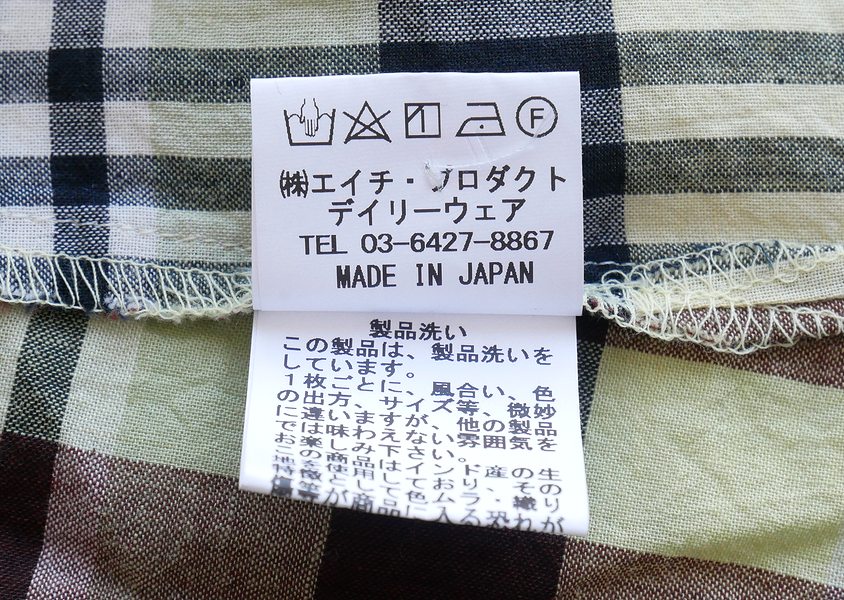 F
㈱エイチ・プロダクト
デイリーウェア
TEL 03-6427-8867
MADE IN JAPAN
製品洗い
この製品は、製品洗いを
しています。
1枚ごとに、風合い、色
の出方、サイズ等、微妙
に違いますが、他の製品
では味わえない雰囲気を
お楽しみ下さい。